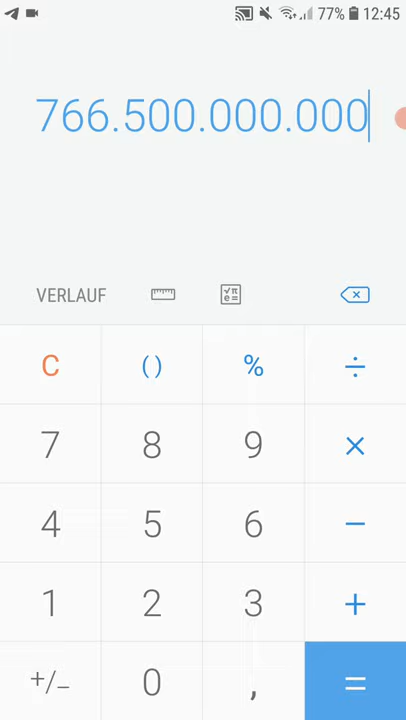 77% 12:45
766.500.000.000
VERLAUF
√π
e=
C () % ÷
7 8 9 ×
4 5 6 −
1 2 3 +
+/− 0 , =